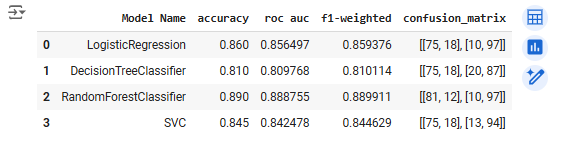 Model Name accuracy roc auc f1-weighted confusion_matrix
0 LogisticRegression 0.860 0.856497 0.859376 [[75, 18], [10, 97]]
1 DecisionTreeClassifier 0.810 0.809768 0.810114 [[75, 18], [20, 87]]
2 RandomForestClassifier 0.890 0.888755 0.889911 [[81, 12], [10, 97]]
3 SVC 0.845 0.842478 0.844629 [[75, 18], [13, 94]]